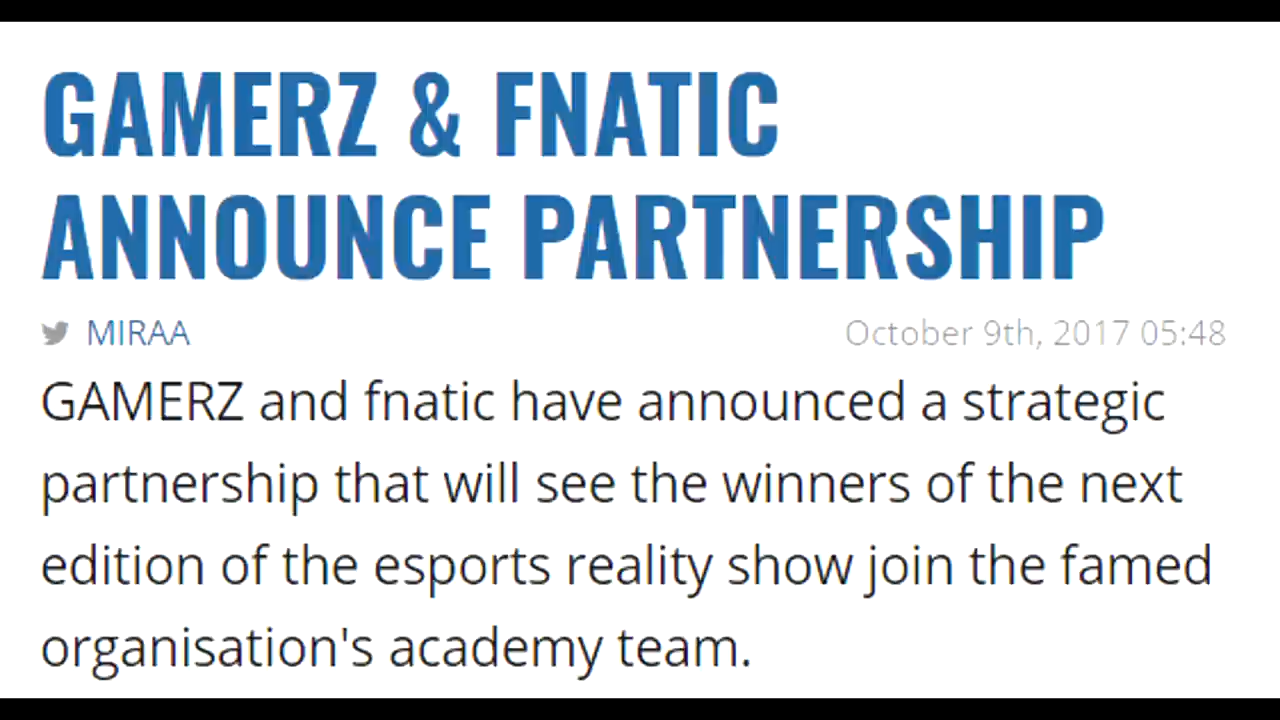 GAMERZ & FNATIC
ANNOUNCE PARTNERSHIP
MIRAA October 9th, 2017 05:48
GAMERZ and fnatic have announced a strategic
partnership that will see the winners of the next
edition of the esports reality show join the famed
organisation's academy team.